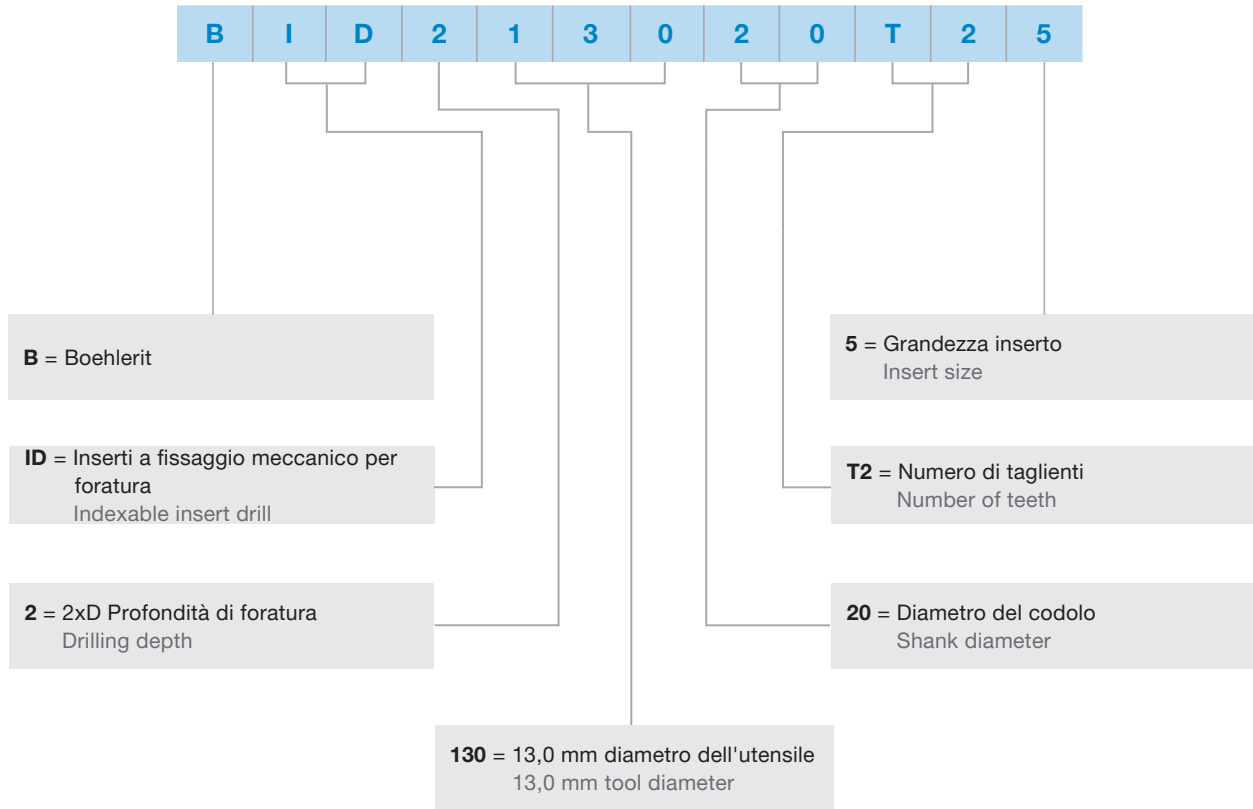 B I D 2 1 3 0 2 0 T 2 5
B = Boehlerit
5 = Grandezza inserto
Insert size
ID = Inserti a fissaggio meccanico per
foratura
Indexable insert drill
T2 = Numero di taglienti
Number of teeth
2 = 2xD Profondità di foratura
Drilling depth
20 = Diametro del codolo
Shank diameter
130 = 13,0 mm diametro dell'utensile
13,0 mm tool diameter